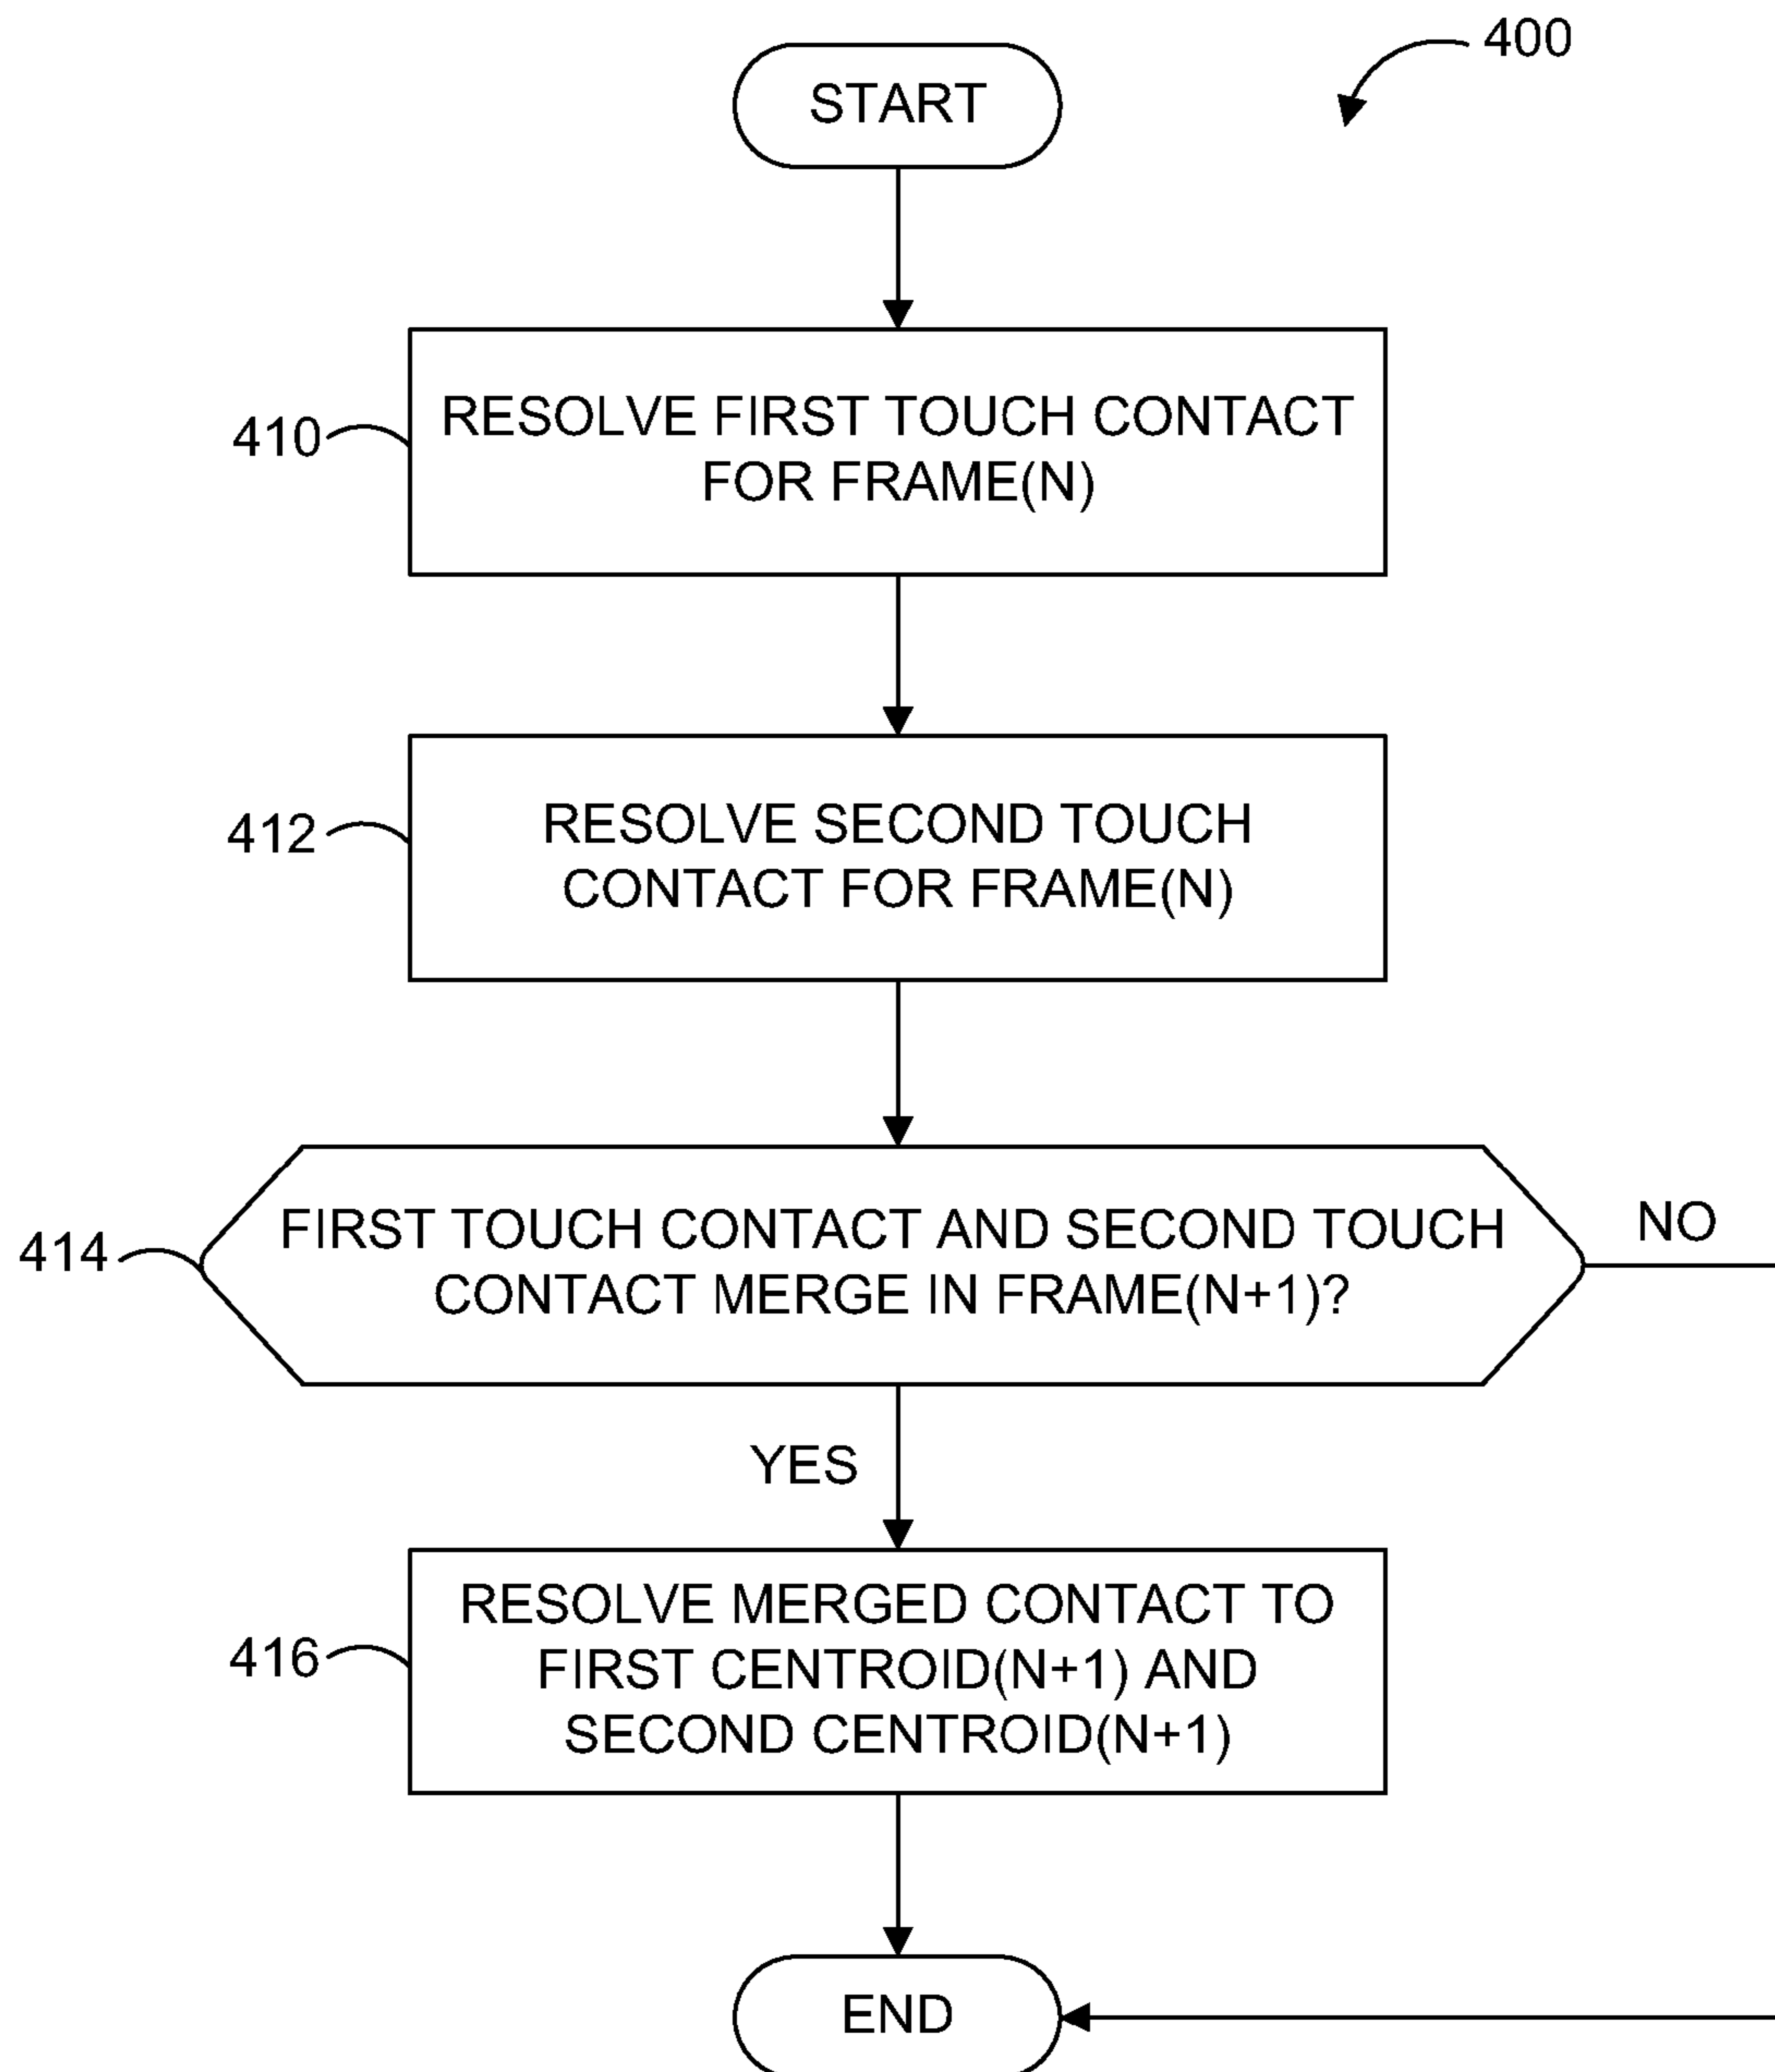 400
START
410
RESOLVE FIRST TOUCH CONTACT
FOR FRAME(N)
412
RESOLVE SECOND TOUCH
CONTACT FOR FRAME(N)
414
FIRST TOUCH CONTACT AND SECOND TOUCH
CONTACT MERGE IN FRAME(N+1)?
NO
YES
416
RESOLVE MERGED CONTACT TO
FIRST CENTROID(N+1) AND
SECOND CENTROID(N+1)
END